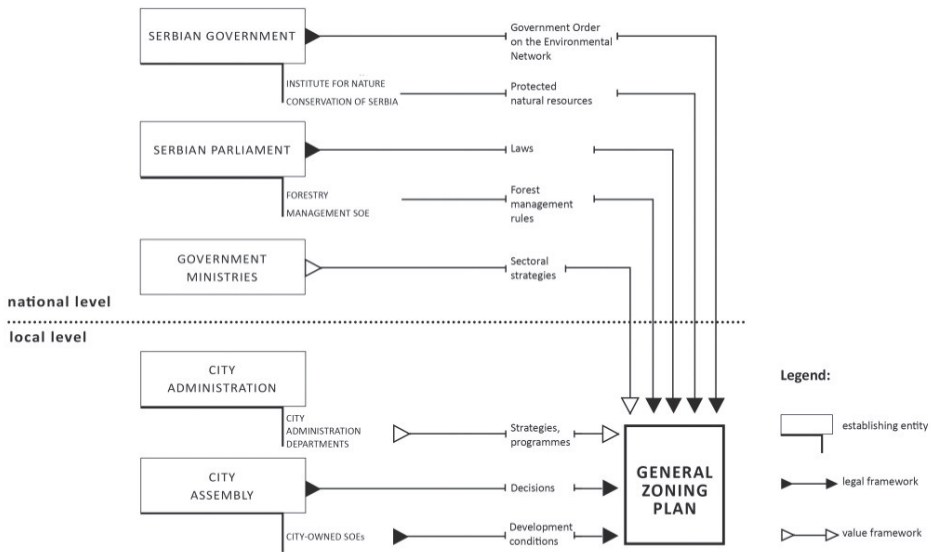 SERBIAN GOVERNMENT
Government Order
on the Environmental
Network
INSTITUTE FOR NATURE
CONSERVATION OF SERBIA
Protected
natural resources
SERBIAN PARLIAMENT
Laws
FORESTRY
MANAGEMENT SOE
Forest
management
rules
GOVERNMENT
MINISTRIES
Sectoral
strategies
national level
local level
CITY
ADMINISTRATION
CITY
ADMINISTRATION
DEPARTMENTS
Strategies,
programmes
CITY
ASSEMBLY
Decisions
CITY-OWNED SOEs
Development
conditions
GENERAL
ZONING
PLAN
Legend:
establishing entity
legal framework
value framework